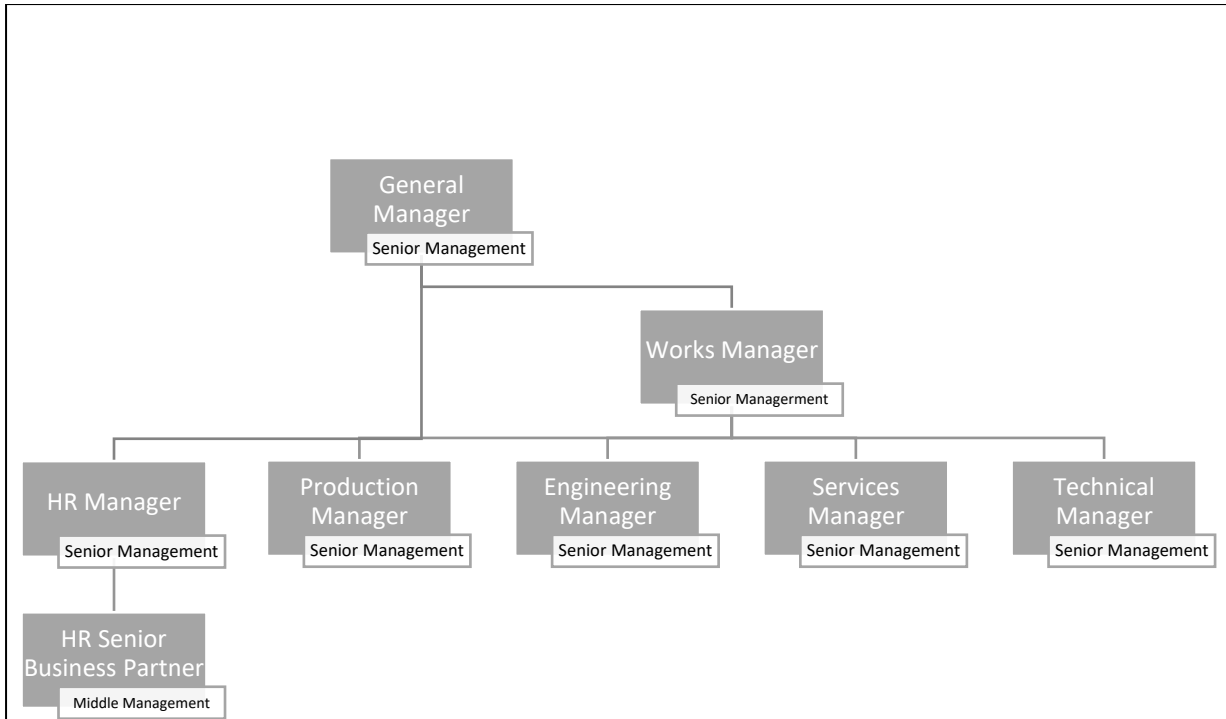 General
Manager
Senior Management
Works Manager
Senior Managerment
HR Manager
Senior Management
Production
Manager
Senior Management
Engineering
Manager
Senior Management
Services
Manager
Senior Management
Technical
Manager
Senior Management
HR Senior
Business Partner
Middle Management